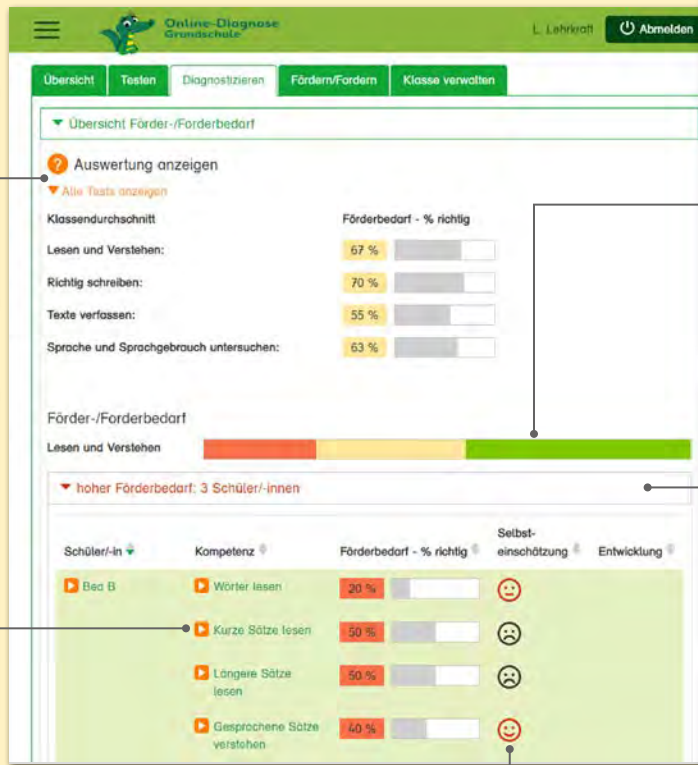 Online-Diagnose
Grundschule
L. Lehrkraft
Abmelden
Übersicht
Testen
Diagnostizieren
Fördern/Fordern
Klasse verwalten
Übersicht Förder-/Forderbedarf
? Auswertung anzeigen
Alle Tests anzeigen
Klassendurchschnitt Förderbedarf - % richtig
Lesen und Verstehen: 67 %
Richtig schreiben: 70 %
Texte verfassen: 55 %
Sprache und Sprachgebrauch untersuchen: 63 %
Förder-/Forderbedarf
Lesen und Verstehen
hoher Förderbedarf: 3 Schüler/-innen
Schüler/-in Kompetenz Förderbedarf - % richtig Selbst-
einschätzung Entwicklung
Bea B Wörter lesen 20 %
Kurze Sätze lesen 50 %
Längere Sätze 50 %
lesen
Gesprochene Sätze 40 %
verstehen